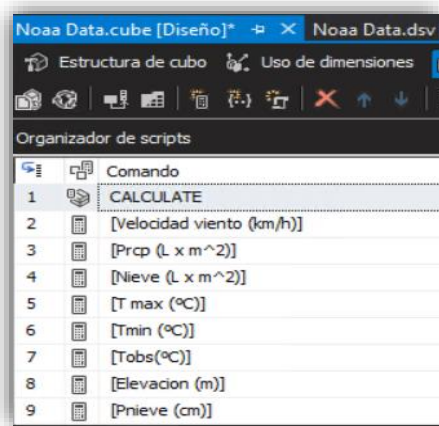 Noaa Data.cube [Diseño]* Noaa Data.dsv
Estructura de cubo Uso de dimensiones
Organizador de scripts
Comando
1 CALCULATE
2 [Velocidad viento (km/h)]
3 [Prcp (L x m^2)]
4 [Nieve (L x m^2)]
5 [T max (ºC)]
6 [Tmin (ºC)]
7 [Tobs(ºC)]
8 [Elevacion (m)]
9 [Pnieve (cm)]